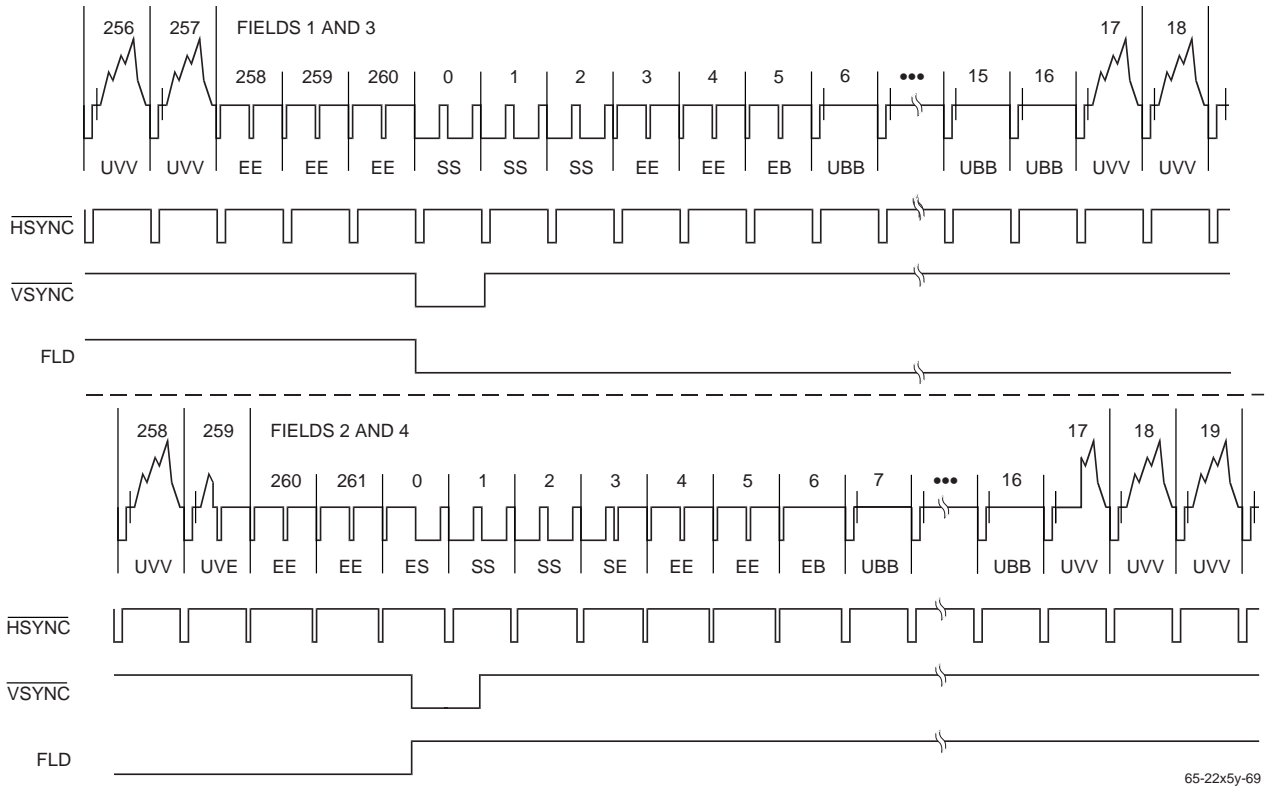 256 257 FIELDS 1 AND 3 17 18
258 259 260 0 1 2 3 4 5 6 ••• 15 16
UVV UVV EE EE EE SS SS SS EE EE EB UBB UBB UBB UVV UVV
HSYNC
VSYNC
FLD
258 259 FIELDS 2 AND 4 17 18 19
260 261 0 1 2 3 4 5 6 7 ••• 16
UVV UVE EE EE ES SS SS SE EE EE EB UBB UBB UVV UVV UVV
HSYNC
VSYNC
FLD
65-22x5y-69